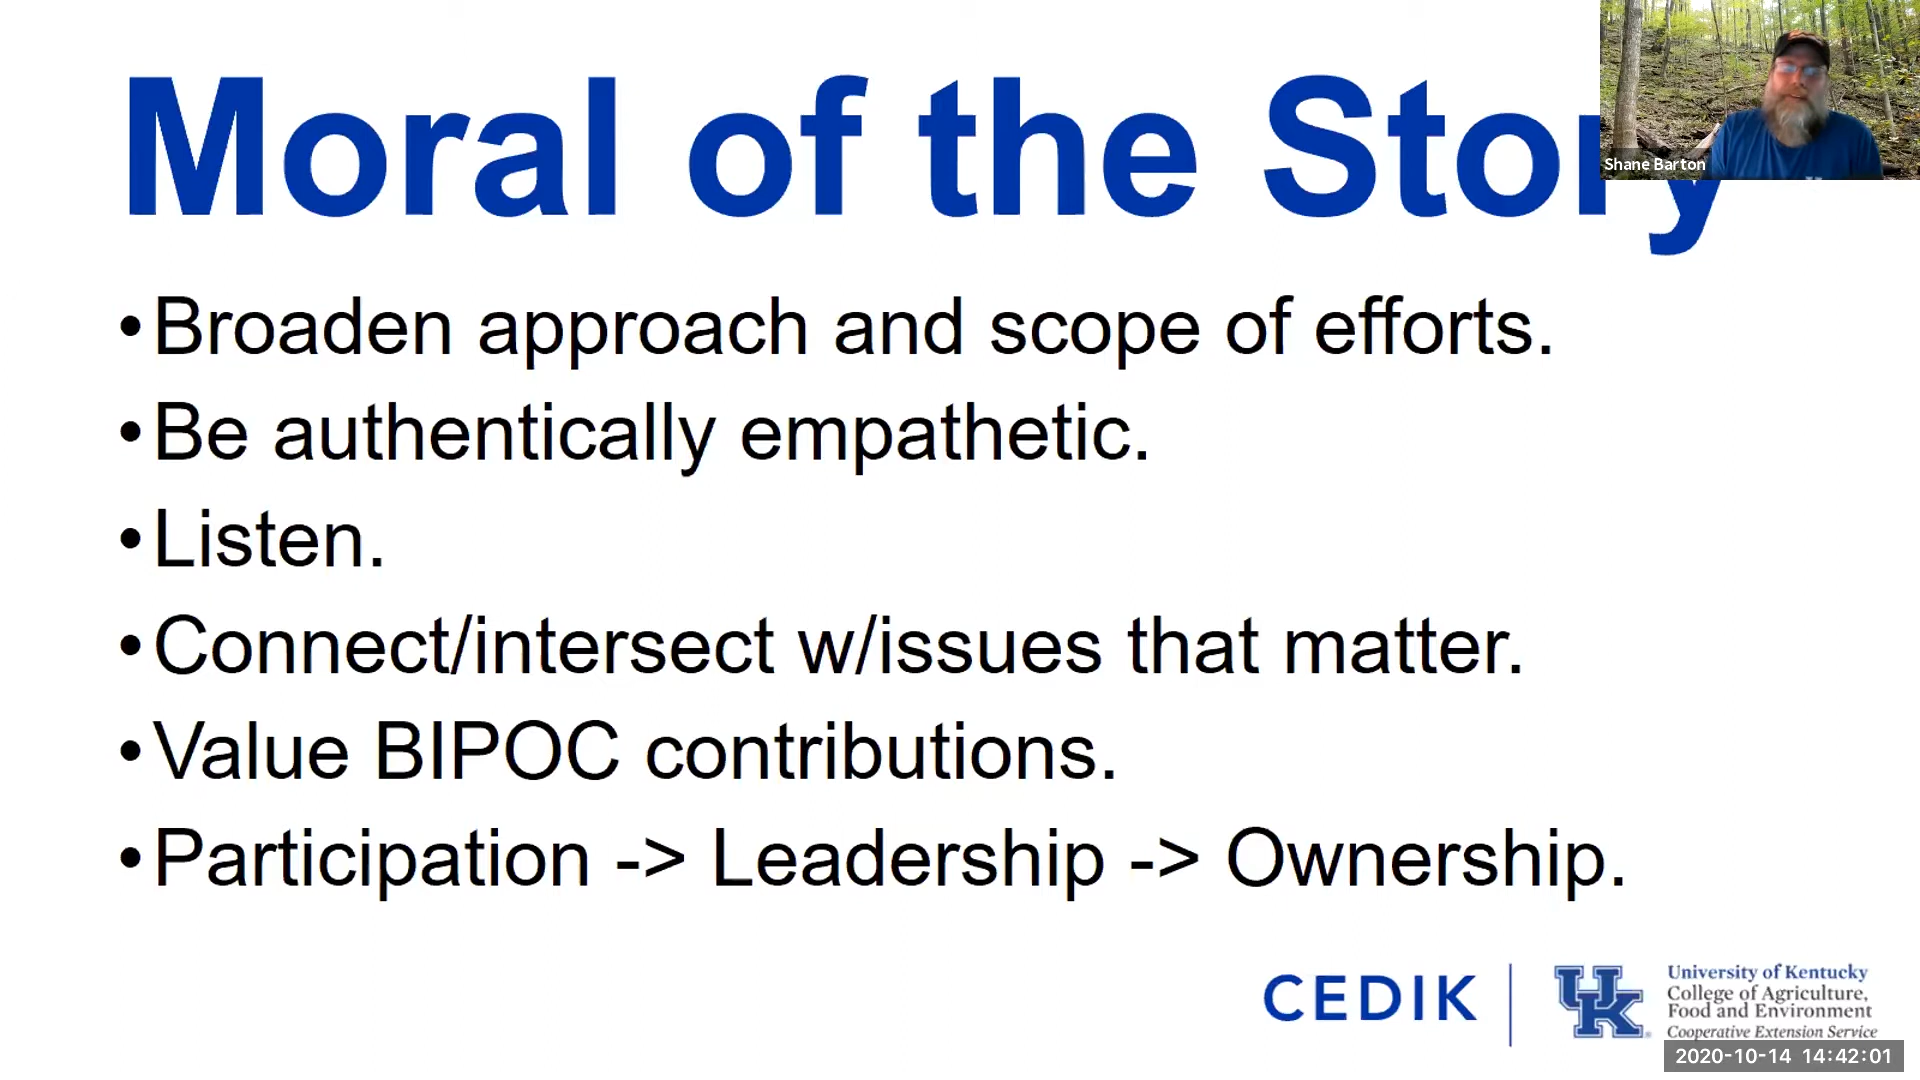 Moral of the Story
Shane Barton
•Broaden approach and scope of efforts.
•Be authentically empathetic.
•Listen.
•Connect/intersect w/issues that matter.
•Value BIPOC contributions.
•Participation -> Leadership -> Ownership.
CEDIK
UK
University of Kentucky
College of Agriculture,
Food and Environment
Cooperative Extension Service
2020-10-14 14:42:01